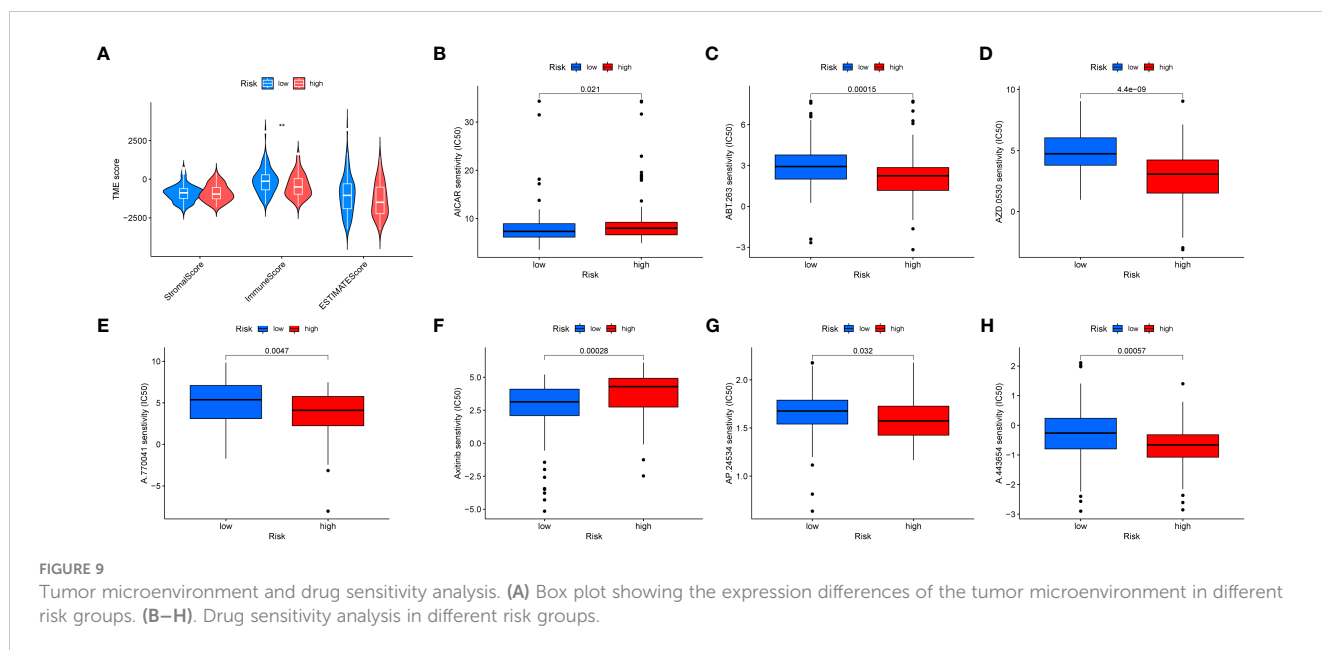 A
Risk low high
TME score
2500
0
−2500
StromalScore
ImmuneScore
ESTIMATEScore
**
B
Risk low high
AICAR senstivity (IC50)
30
20
10
0.021
low high
Risk
C
Risk low high
ABT.263 senstivity (IC50)
6
3
0
−3
0.00015
low high
Risk
D
Risk low high
AZD.0530 senstivity (IC50)
10
5
0
4.4e−09
low high
Risk
E
Risk low high
A.770041 senstivity (IC50)
10
5
0
−5
0.0047
low high
Risk
F
Risk low high
Axitinib senstivity (IC50)
5.0
2.5
0.0
−2.5
−5.0
0.00028
low high
Risk
G
Risk low high
AP.24534 senstivity (IC50)
2.0
1.5
1.0
0.032
low high
Risk
H
Risk low high
A.443654 senstivity (IC50)
2
1
0
−1
−2
−3
0.00057
low high
Risk
FIGURE 9
Tumor microenvironment and drug sensitivity analysis. (A) Box plot showing the expression differences of the tumor microenvironment in different
risk groups. (B–H). Drug sensitivity analysis in different risk groups.